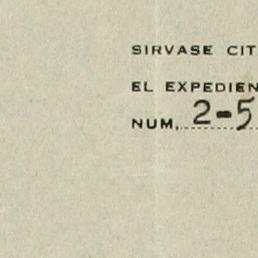 SIRVASE CIT
EL EXPEDIEN
NUM. 2-5